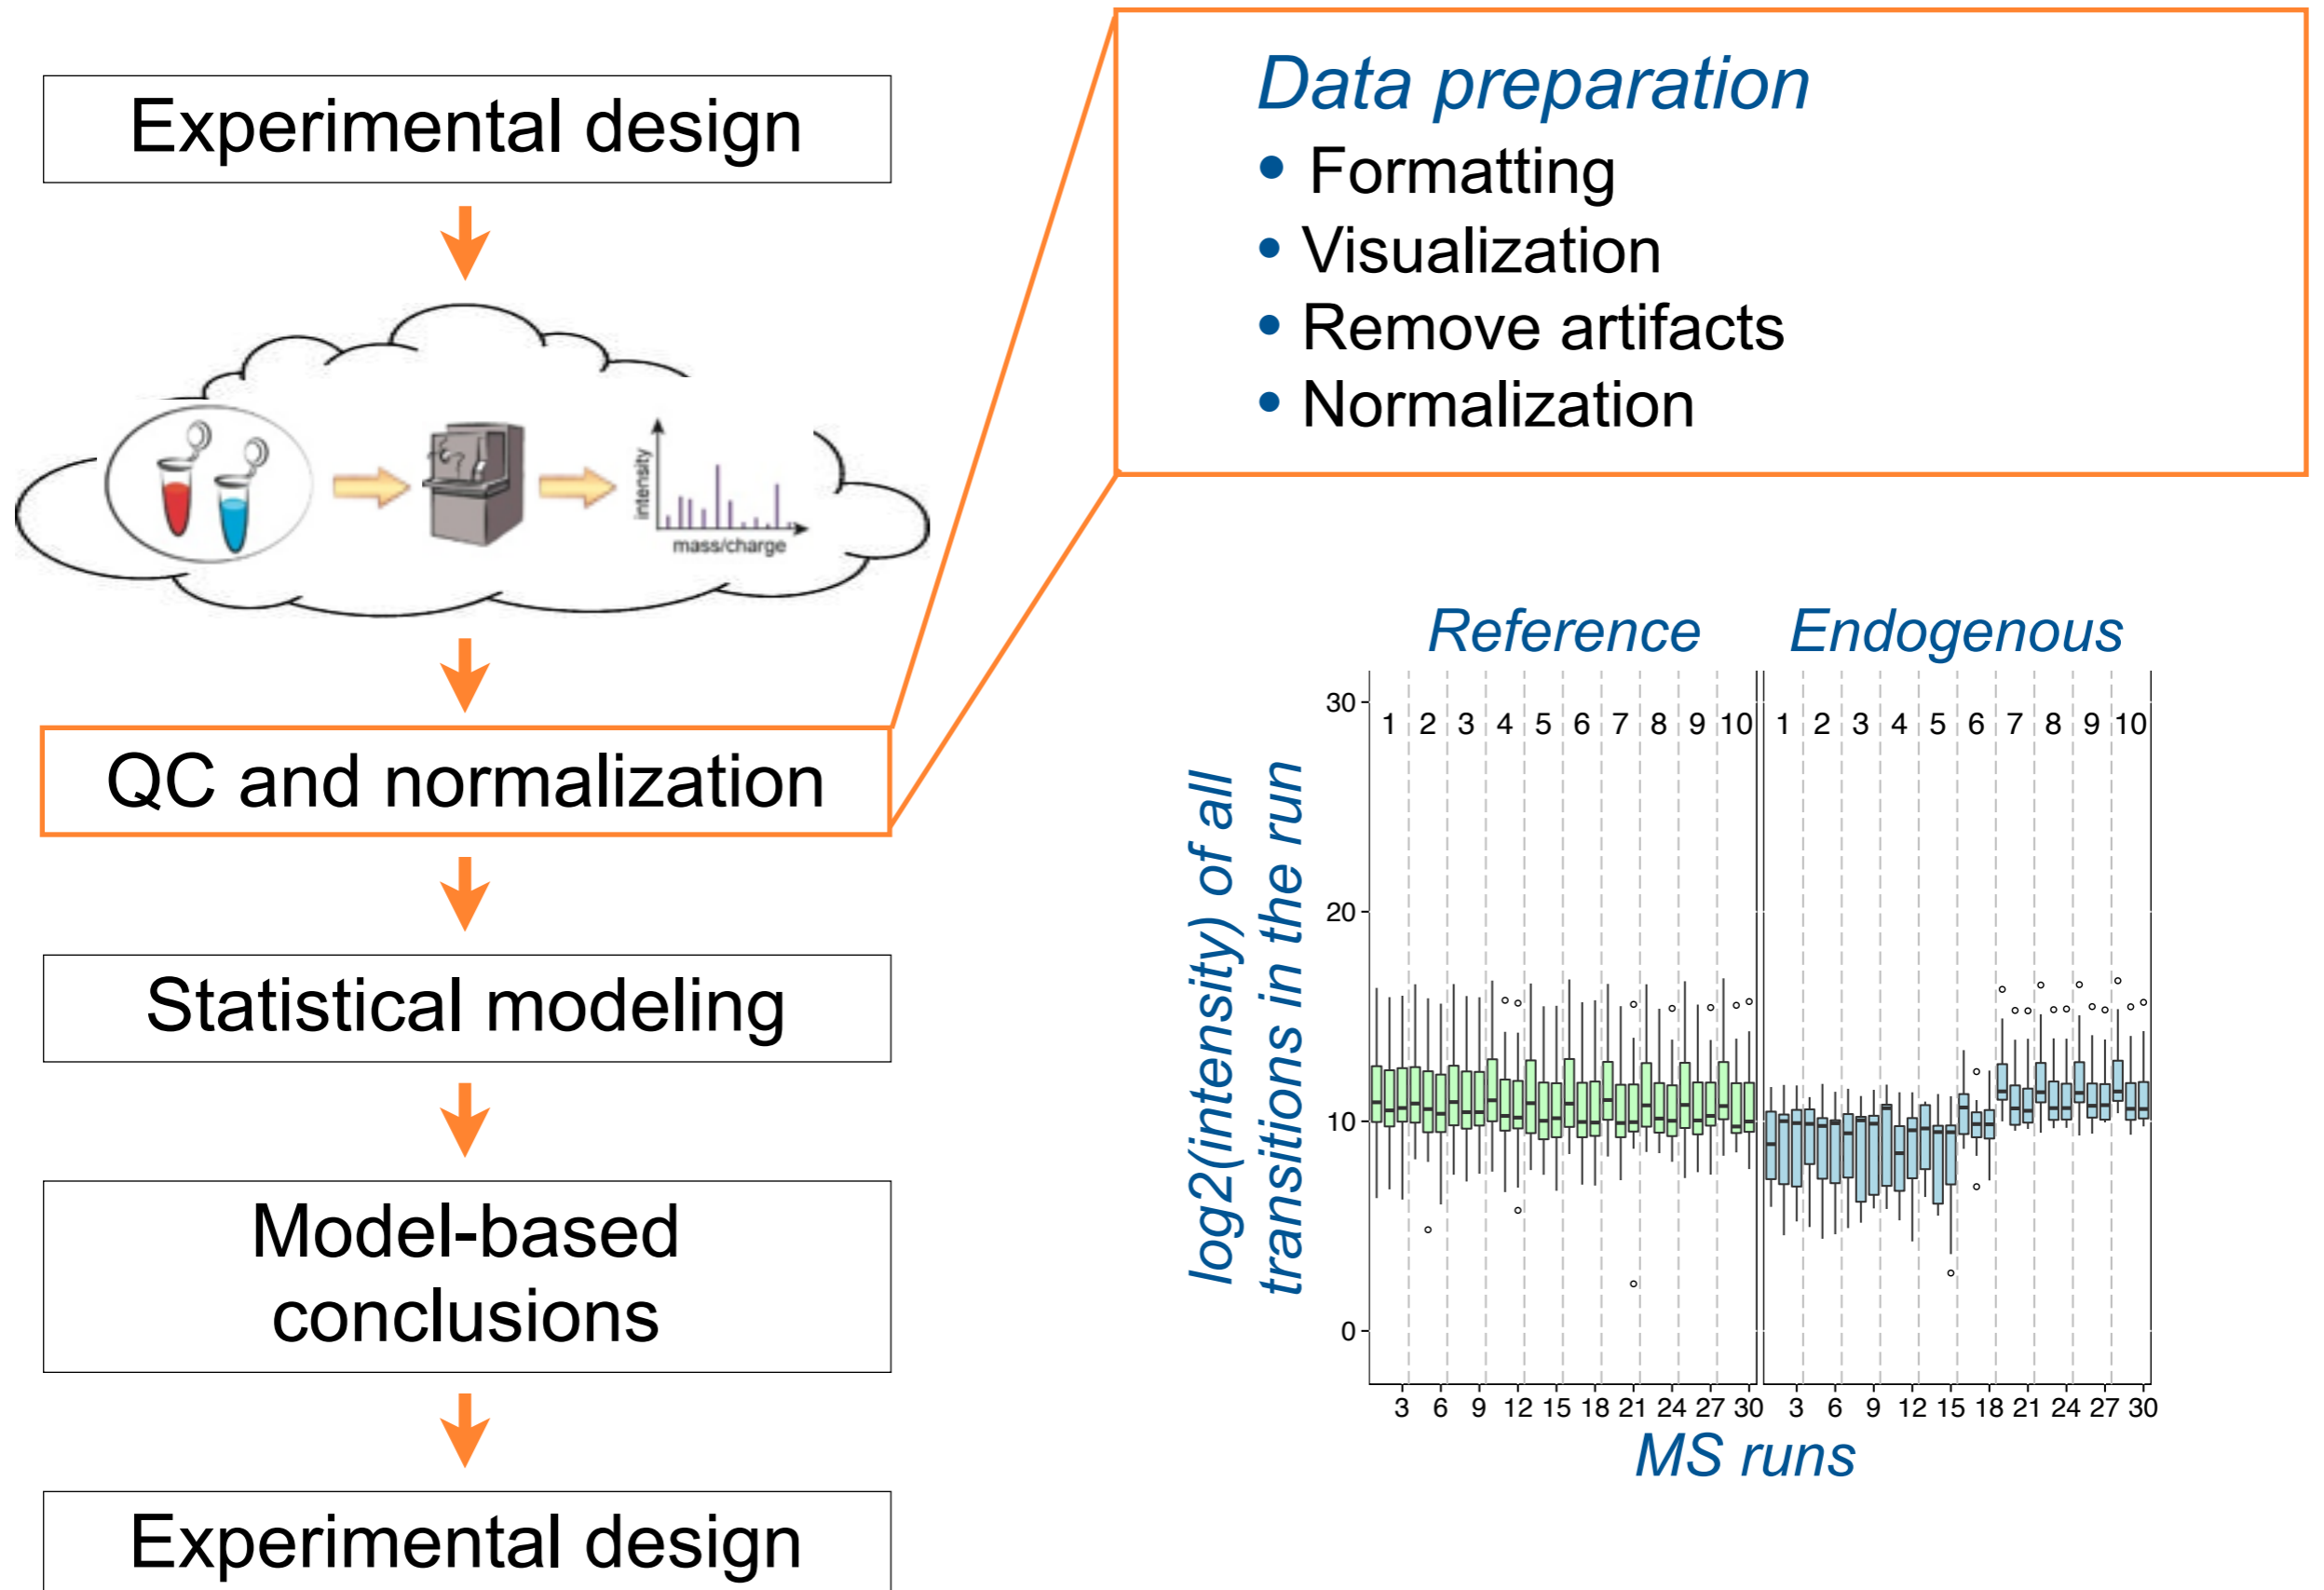 Experimental design
intensity
mass/charge
QC and normalization
Statistical modeling
Model-based
conclusions
Experimental design
Data preparation
• Formatting
• Visualization
• Remove artifacts
• Normalization
Reference Endogenous
log2(intensity) of all
transitions in the run
30
20
10
0
1 2 3 4 5 6 7 8 9 10 1 2 3 4 5 6 7 8 9 10
3 6 9 12 15 18 21 24 27 30 3 6 9 12 15 18 21 24 27 30
MS runs